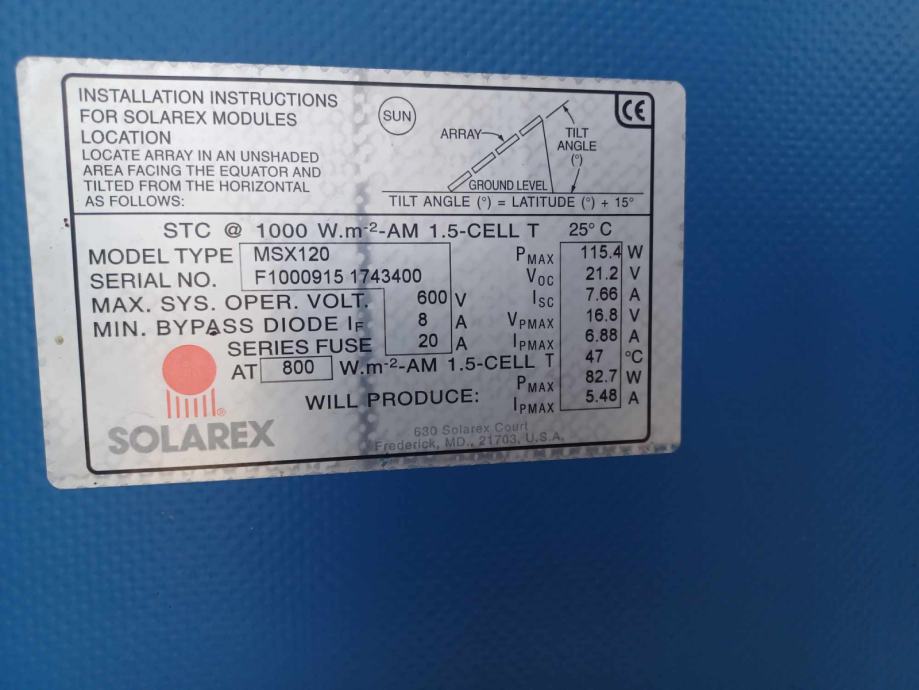 INSTALLATION INSTRUCTIONS
FOR SOLAREX MODULES
LOCATION
LOCATE ARRAY IN AN UNSHADED
AREA FACING THE EQUATOR AND
TILTED FROM THE HORIZONTAL
AS FOLLOWS:
SUN
ARRAY
TILT
ANGLE
(°)
GROUND LEVEL
TILT ANGLE (°) = LATITUDE (°) + 15°
CE
STC @ 1000 W.m-2-AM 1.5-CELL T 25° C
MODEL TYPE MSX120
SERIAL NO. F1000915 1743400
MAX. SYS. OPER. VOLT. 600 V
MIN. BYPASS DIODE IF 8 A
SERIES FUSE 20 A
PMAX 115.4 W
VOC 21.2 V
ISC 7.66 A
VPMAX 16.8 V
IPMAX 6.88 A
AT 800 W.m-2-AM 1.5-CELL T 47 °C
WILL PRODUCE: PMAX 82.7 W
IPMAX 5.48 A
®
SOLAREX
630 Solarex Court
Frederick, MD., 21703, U.S.A.